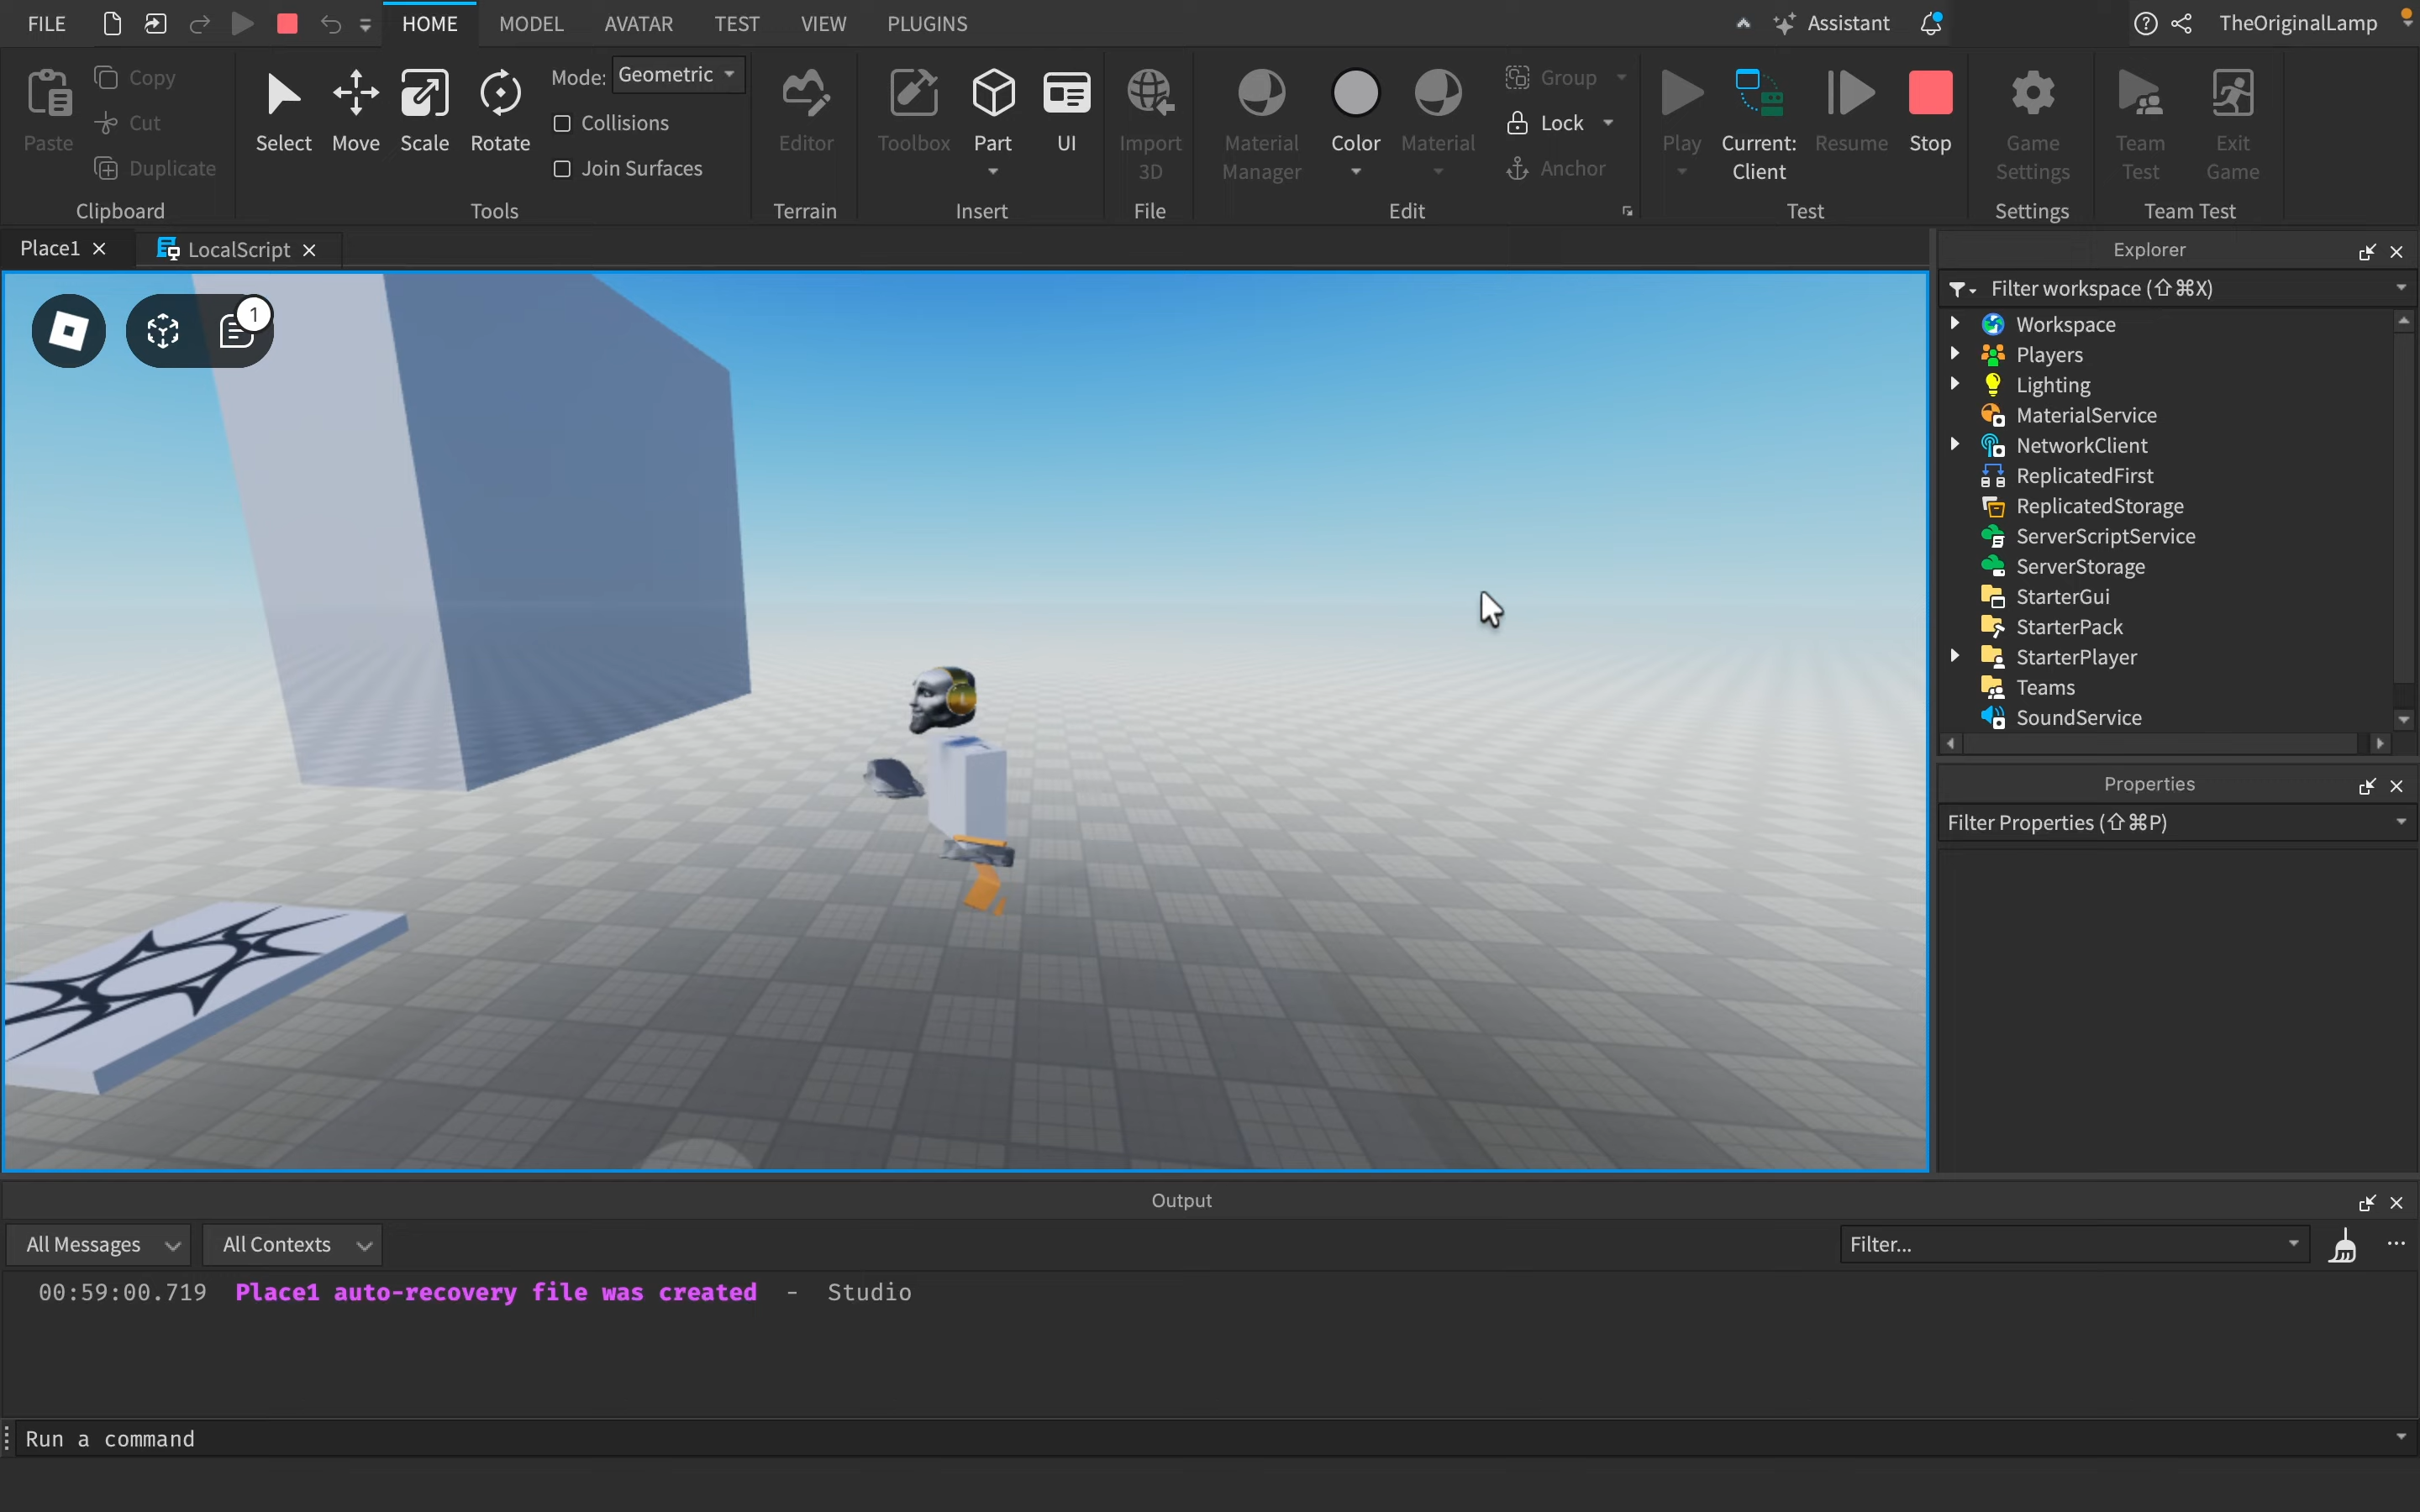 FILE HOME MODEL AVATAR TEST VIEW PLUGINS Assistant TheOriginalLamp
Paste
Copy
Cut
Duplicate
Clipboard
Select Move Scale Rotate
Mode: Geometric
Collisions
Join Surfaces
Tools
Editor
Terrain
Toolbox Part UI
Insert
Import
3D
File
Material
Manager
Color
Material
Group
Lock
Anchor
Edit
Play
Current:
Client
Resume
Stop
Test
Game
Settings
Settings
Team
Test
Exit
Game
Team Test
Place1
LocalScript
1
Explorer
Filter workspace (⇧⌘X)
Workspace
Players
Lighting
MaterialService
NetworkClient
ReplicatedFirst
ReplicatedStorage
ServerScriptService
ServerStorage
StarterGui
StarterPack
StarterPlayer
Teams
SoundService
Properties
Filter Properties (⇧⌘P)
Output
All Messages
All Contexts
Filter...
00:59:00.719 Place1 auto-recovery file was created - Studio
Run a command